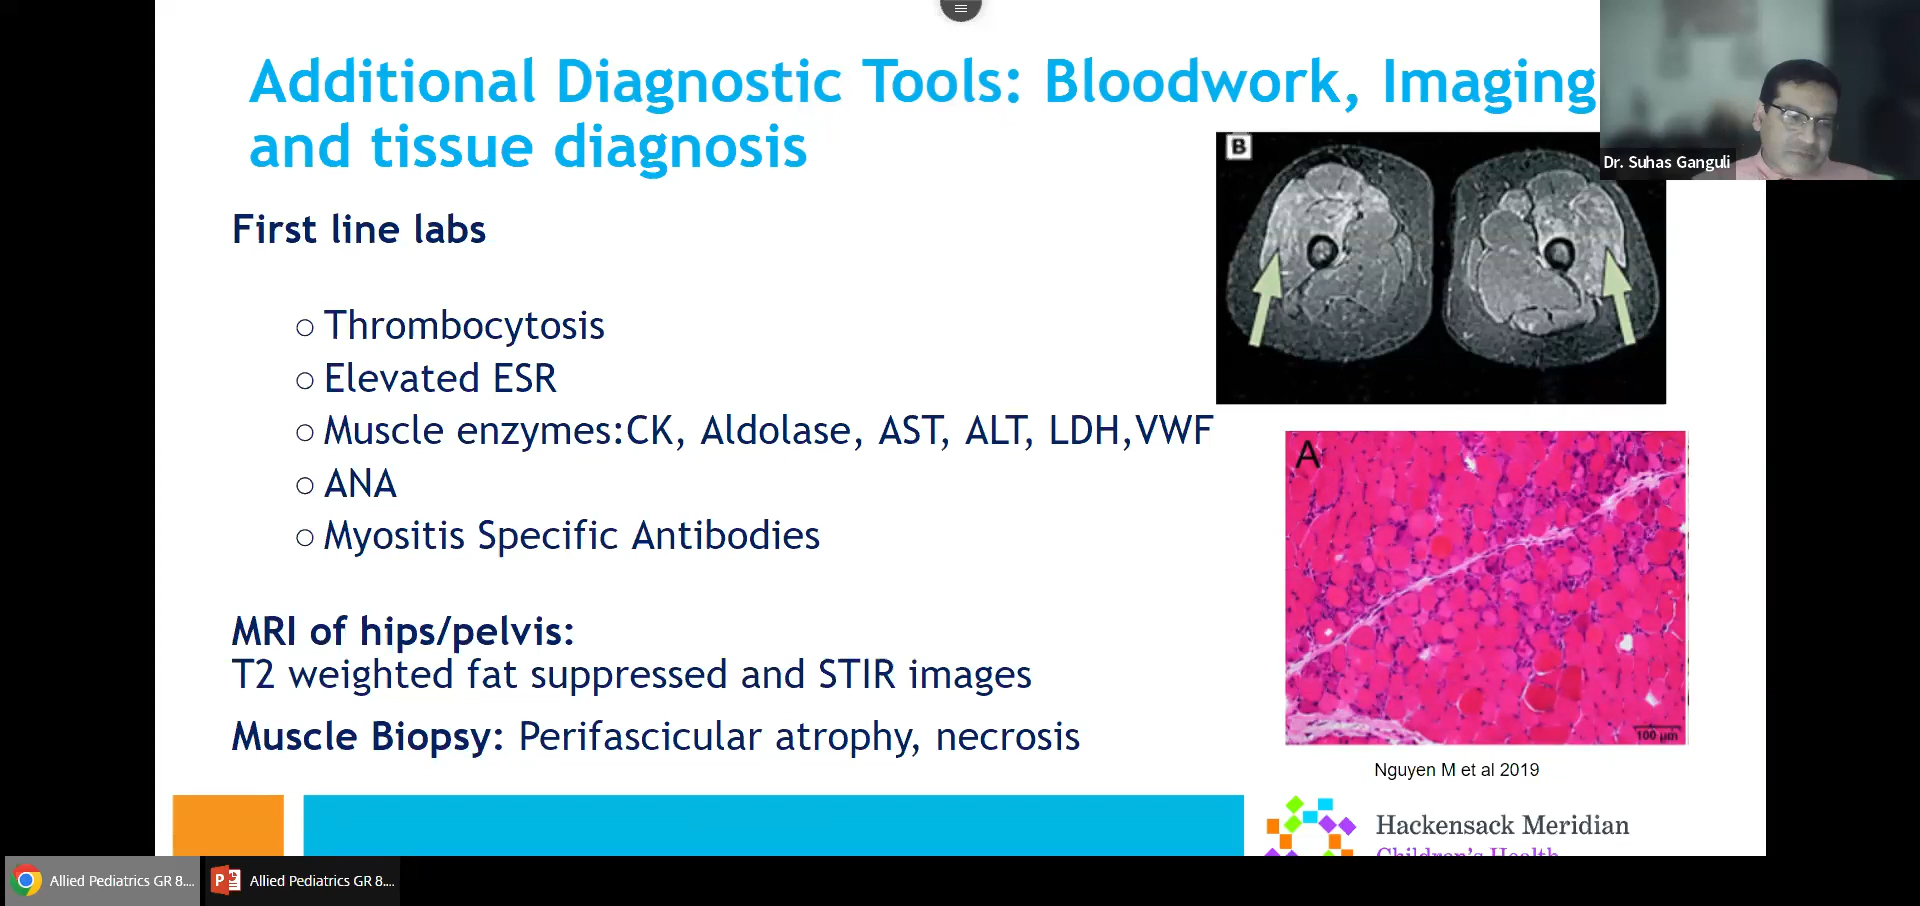 Additional Diagnostic Tools: Bloodwork, Imaging
and tissue diagnosis
B
Dr. Suhas Ganguli
First line labs
Thrombocytosis
Elevated ESR
Muscle enzymes:CK, Aldolase, AST, ALT, LDH,VWF
ANA
Myositis Specific Antibodies
A
100 µm
MRI of hips/pelvis:
T2 weighted fat suppressed and STIR images
Muscle Biopsy: Perifascicular atrophy, necrosis
Nguyen M et al 2019
Hackensack Meridian
Children's Health
Allied Pediatrics GR 8....
Allied Pediatrics GR 8....